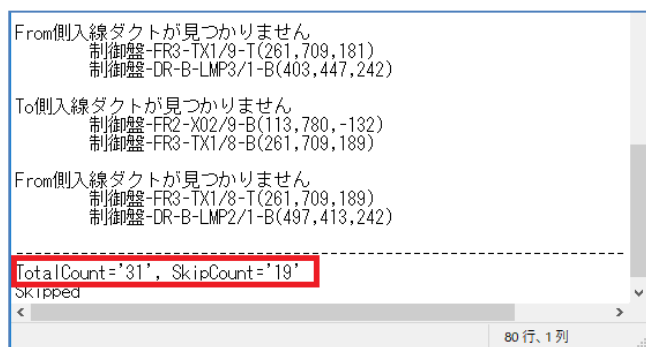 From側入線ダクトが見つかりません
制御盤-FR3-TX1/9-T(261,709,181)
制御盤-DR-B-LMP3/1-B(403,447,242)
To側入線ダクトが見つかりません
制御盤-FR2-X02/9-B(113,780,-132)
制御盤-FR3-TX1/8-B(261,709,189)
From側入線ダクトが見つかりません
制御盤-FR3-TX1/8-T(261,709,189)
制御盤-DR-B-LMP2/1-B(497,413,242)
--------------------------------------------------------------------------------
TotalCount='31', SkipCount='19'
Skipped
80 行、1 列